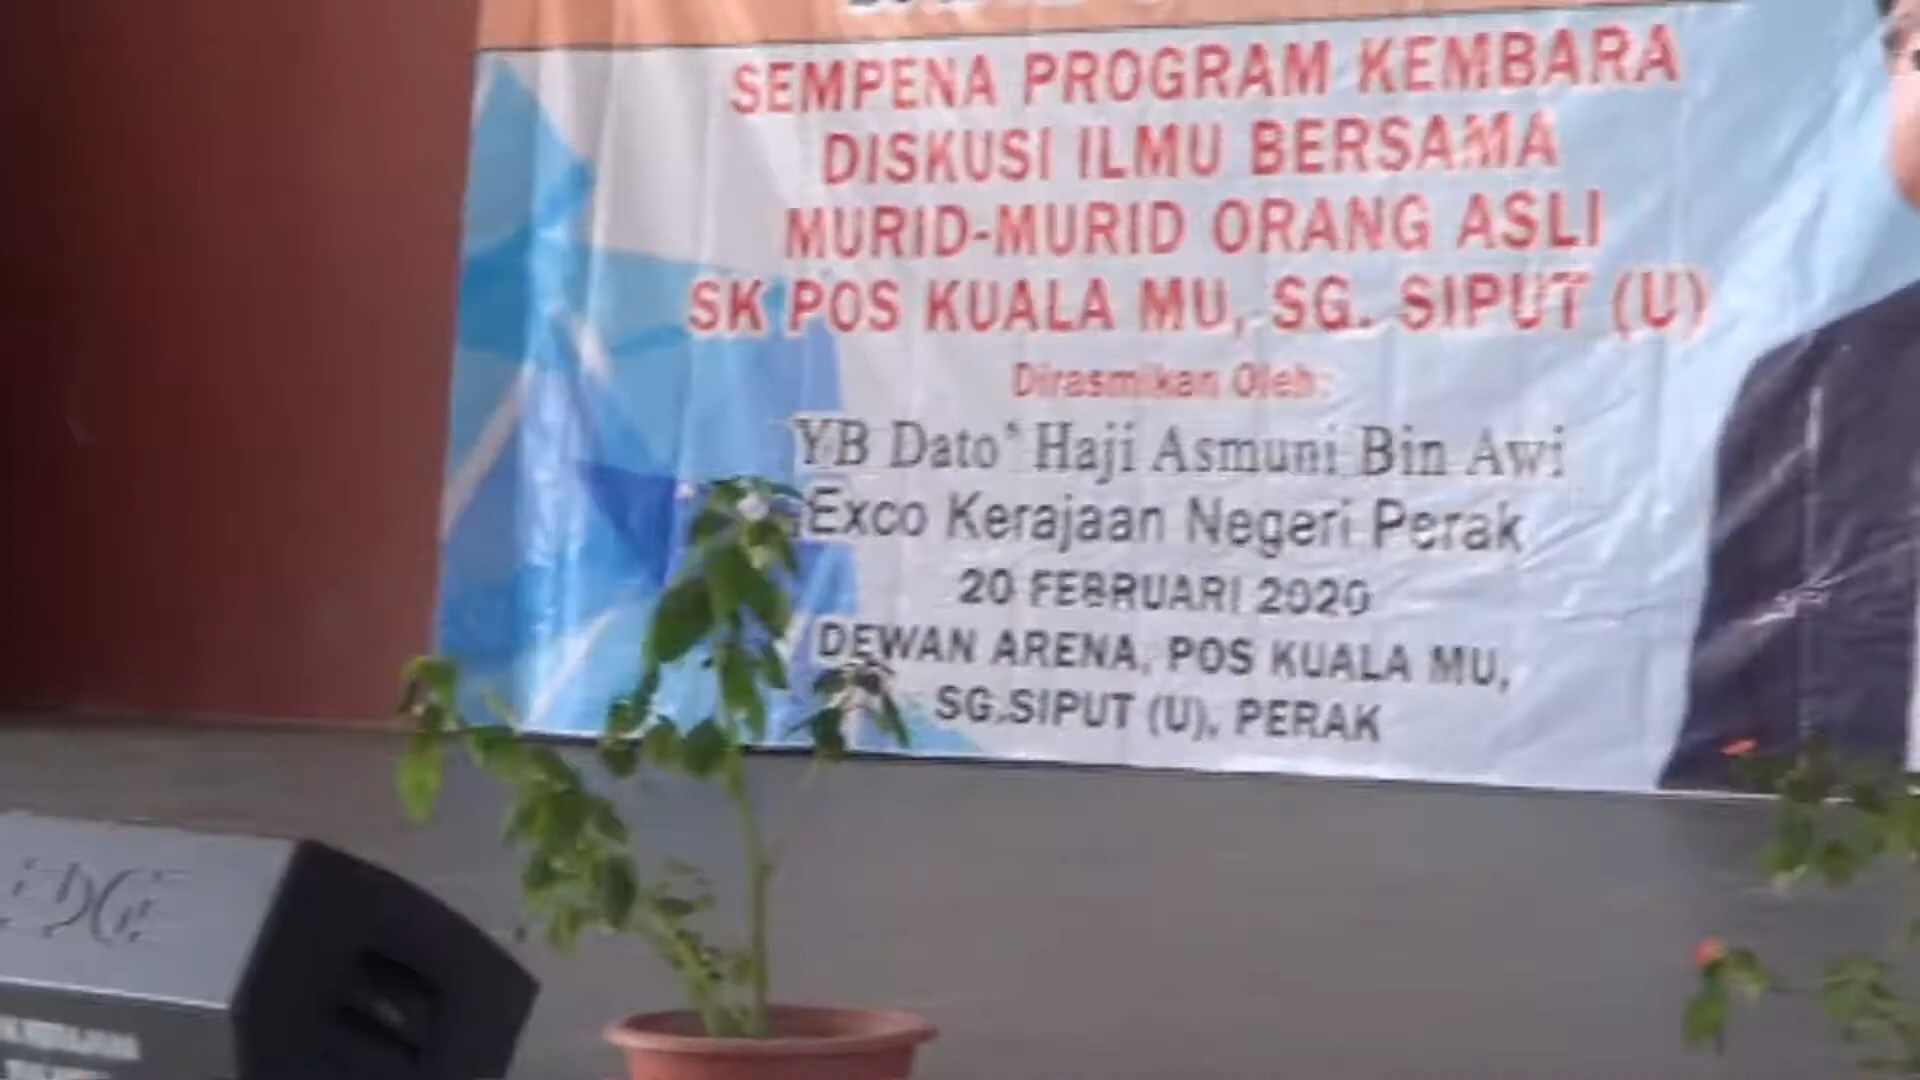 SEMPENA PROGRAM KEMBARA
DISKUSI ILMU BERSAMA
MURID-MURID ORANG ASLI
SK POS KUALA MU, SG. SIPUT (U)
Dirasmikan Oleh:
YB Dato' Haji Asmuni Bin Awi
Exco Kerajaan Negeri Perak
20 FEBRUARI 2020
DEWAN ARENA, POS KUALA MU,
SG.SIPUT (U), PERAK